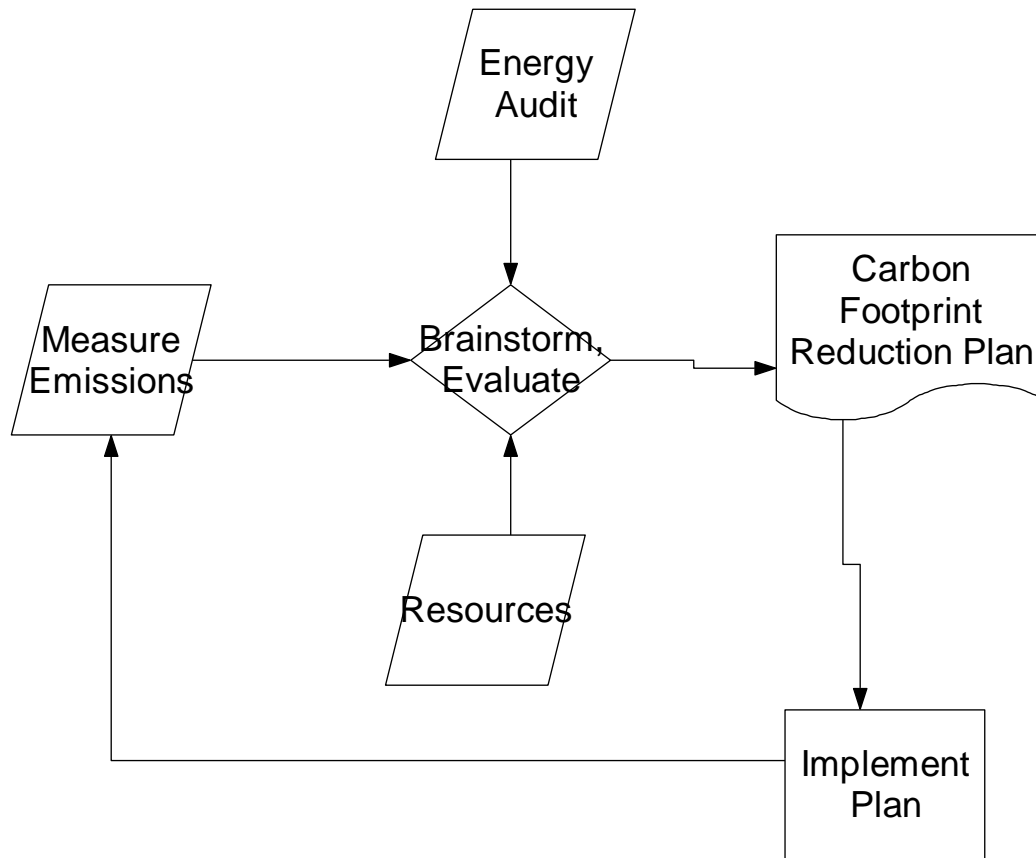 Energy
Audit
Measure
Emissions
Brainstorm,
Evaluate
Carbon
Footprint
Reduction Plan
Resources
Implement
Plan